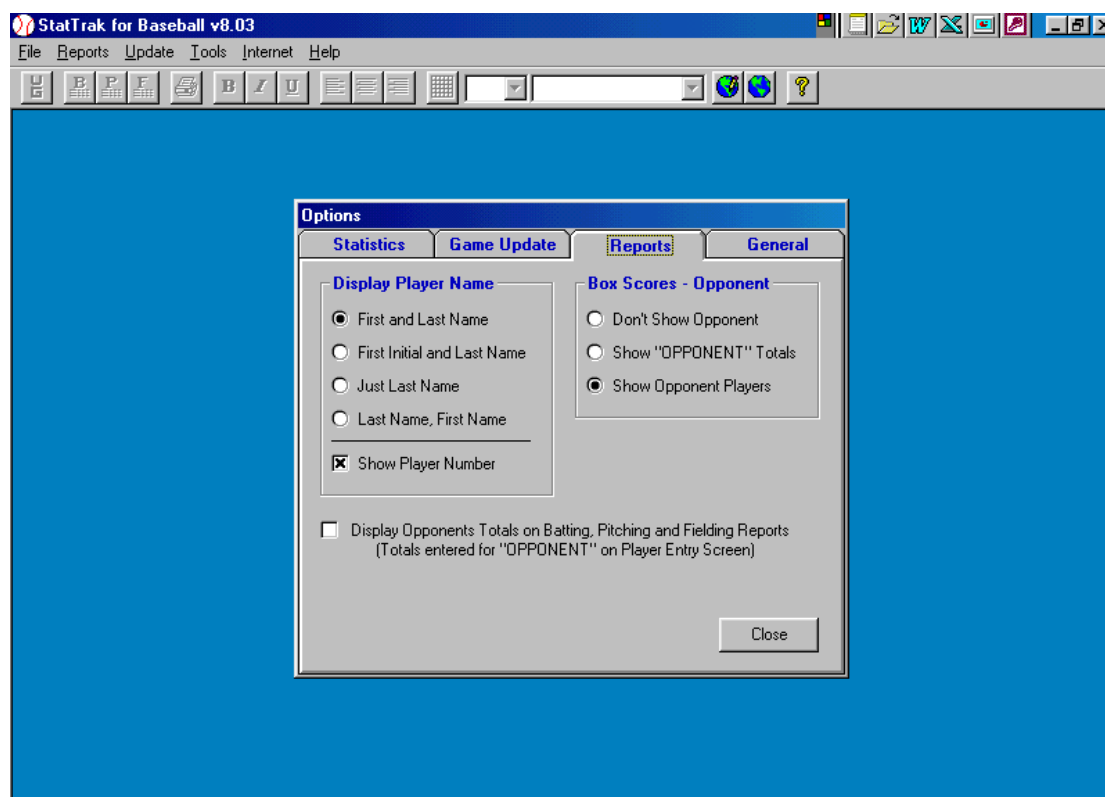 StatTrak for Baseball v8.03
File Reports Update Tools Internet Help
U G B P F B I U ?
Options
Statistics Game Update Reports General
Display Player Name
First and Last Name
First Initial and Last Name
Just Last Name
Last Name, First Name
Show Player Number
Box Scores - Opponent
Don't Show Opponent
Show "OPPONENT" Totals
Show Opponent Players
Display Opponents Totals on Batting, Pitching and Fielding Reports
(Totals entered for "OPPONENT" on Player Entry Screen)
Close